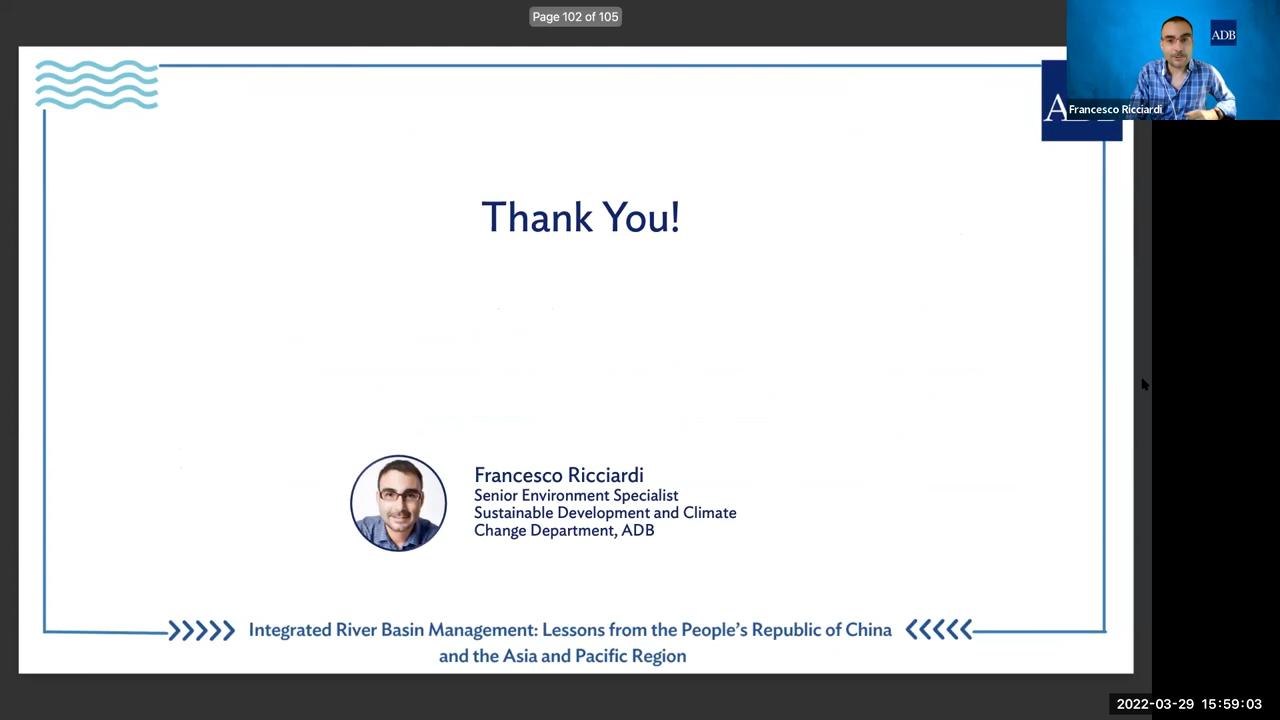 Page 102 of 105
ADB
Francesco Ricciardi
Thank You!
Francesco Ricciardi
Senior Environment Specialist
Sustainable Development and Climate
Change Department, ADB
Integrated River Basin Management: Lessons from the People's Republic of China
and the Asia and Pacific Region
2022-03-29 15:59:03